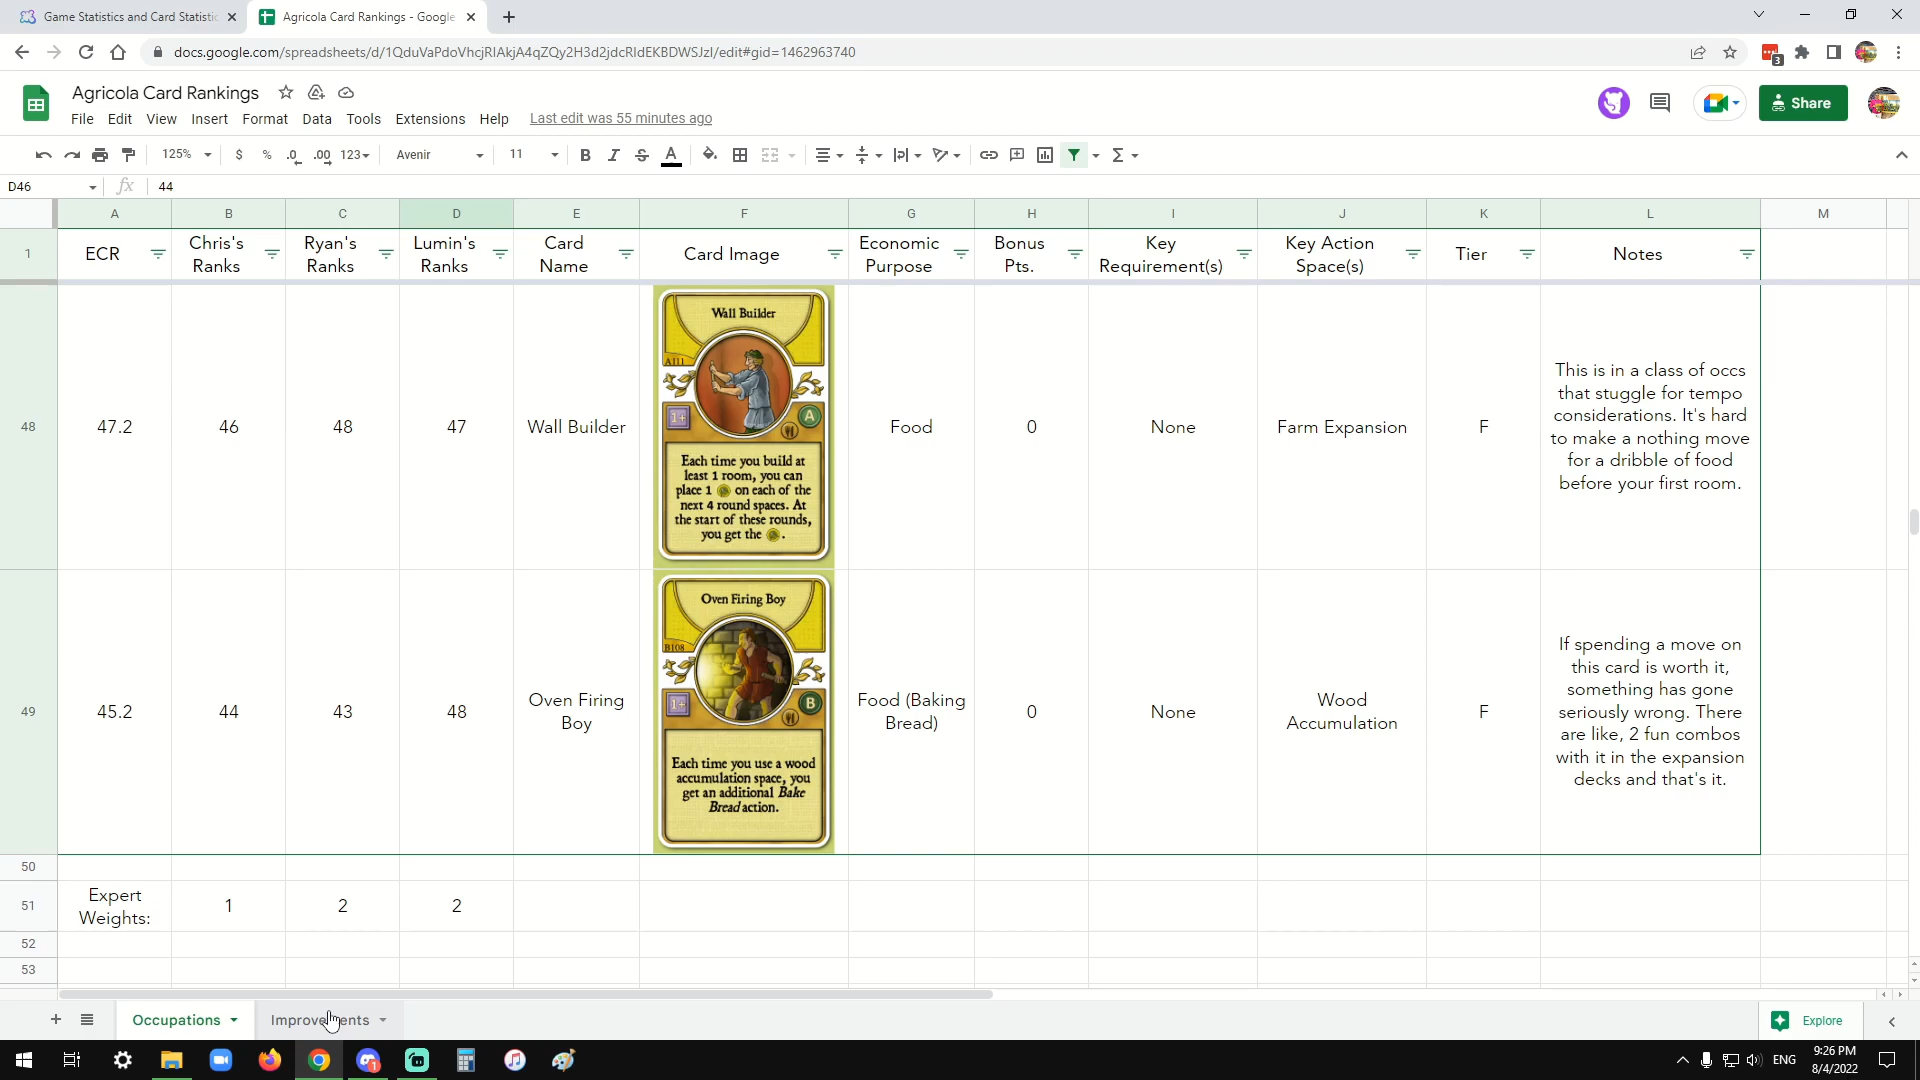 Game Statistics and Card Statistic
Agricola Card Rankings - Google
docs.google.com/spreadsheets/d/1QduVaPdoVhcjRIAkjA4qZQy2H3d2jdcRldEKBDWSJzI/edit#gid=1462963740
3
Agricola Card Rankings
File Edit View Insert Format Data Tools Extensions Help Last edit was 55 minutes ago
Share
125% $ % .0 .00 123 Avenir 11 B I S A
D46 fx 44
A B C D E F G H I J K L M
1
ECR
Chris's Ranks
Ryan's Ranks
Lumin's Ranks
Card Name
Card Image
Economic Purpose
Bonus Pts.
Key Requirement(s)
Key Action Space(s)
Tier
Notes
48
47.2
46
48
47
Wall Builder
Wall Builder
A111
1+
A
Each time you build at
least 1 room, you can
place 1 on each of the
next 4 round spaces. At
the start of these rounds,
you get the .
Food
0
None
Farm Expansion
F
This is in a class of occs
that stuggle for tempo
considerations. It's hard
to make a nothing move
for a dribble of food
before your first room.
49
45.2
44
43
48
Oven Firing
Boy
Oven Firing Boy
B108
1+
B
Each time you use a wood
accumulation space, you
get an additional Bake
Bread action.
Food (Baking
Bread)
0
None
Wood
Accumulation
F
If spending a move on
this card is worth it,
something has gone
seriously wrong. There
are like, 2 fun combos
with it in the expansion
decks and that's it.
50
51
Expert
Weights:
1
2
2
52
53
Occupations
Improvements
Explore
1
ENG
9:26 PM
8/4/2022